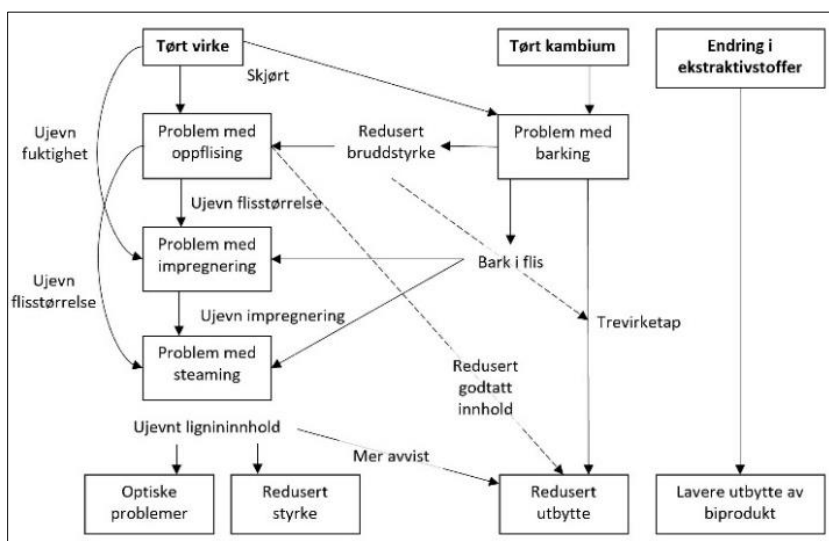 Tørt virke
Tørt kambium
Endring i
ekstraktivstoffer
Skjørt
Ujevn
fuktighet
Problem med
oppflising
Redusert
bruddstyrke
Problem med
barking
Ujevn flisstørrelse
Problem med
impregnering
Bark i flis
Ujevn
flisstørrelse
Ujevn impregnering
Trevirketap
Problem med
steaming
Redusert
godtatt
innhold
Ujevnt lignininnhold
Mer avvist
Optiske
problemer
Redusert
styrke
Redusert
utbytte
Lavere utbytte av
biprodukt